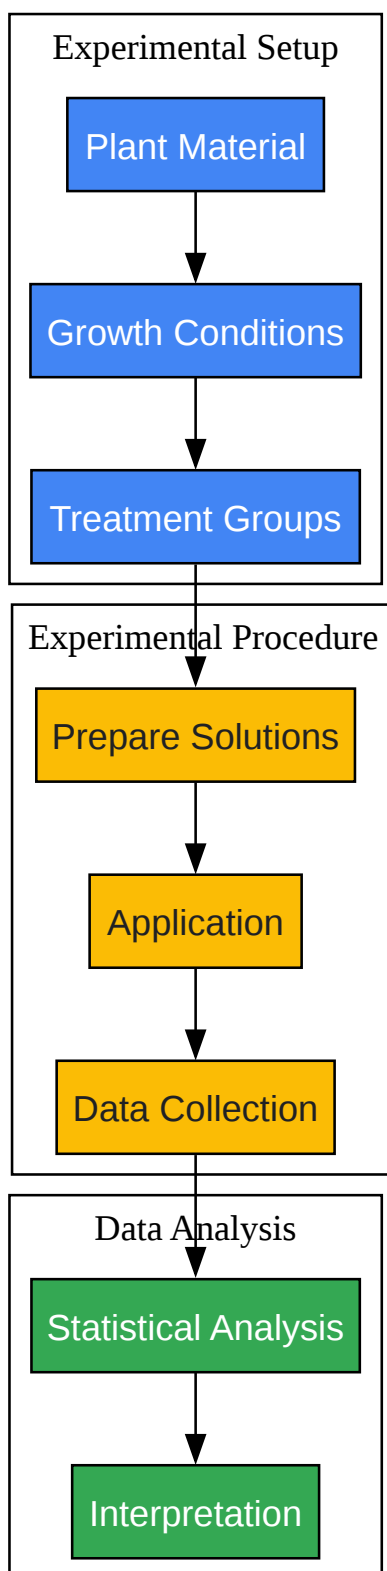 Experimental Setup
Plant Material
Growth Conditions
Treatment Groups
Experimental Procedure
Prepare Solutions
Application
Data Collection
Data Analysis
Statistical Analysis
Interpretation